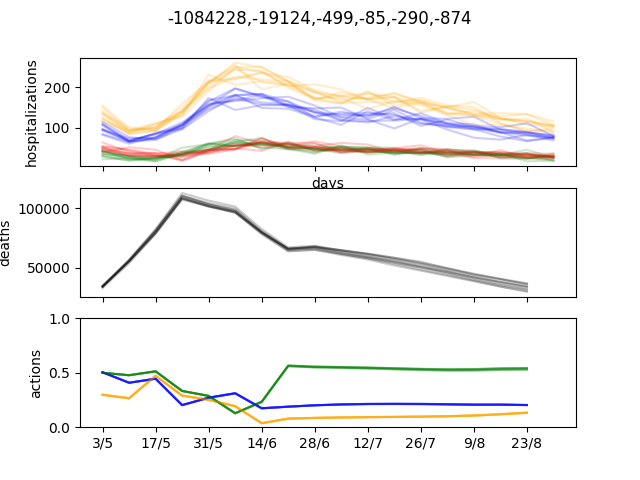 -1084228,-19124,-499,-85,-290,-874
hospitalizations
200
100
days
deaths
100000
50000
actions
1.0
0.5
0.0
3/5 17/5 31/5 14/6 28/6 12/7 26/7 9/8 23/8